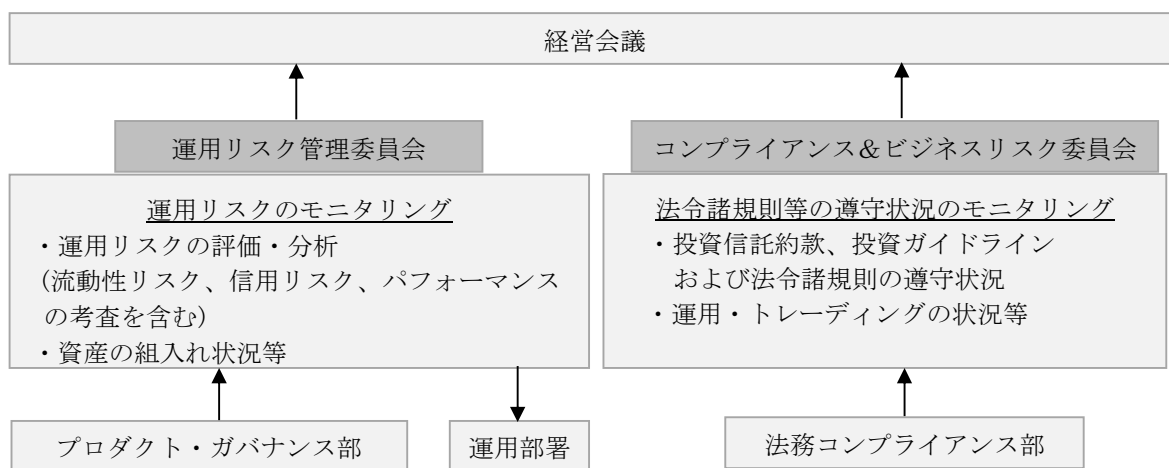 経営会議
運用リスク管理委員会
運用リスクのモニタリング
・運用リスクの評価・分析
(流動性リスク、信用リスク、パフォーマンス
の考査を含む)
・資産の組入れ状況等
プロダクト・ガバナンス部
運用部署
コンプライアンス&ビジネスリスク委員会
法令諸規則等の遵守状況のモニタリング
・投資信託約款、投資ガイドライン
および法令諸規則の遵守状況
・運用・トレーディングの状況等
法務コンプライアンス部